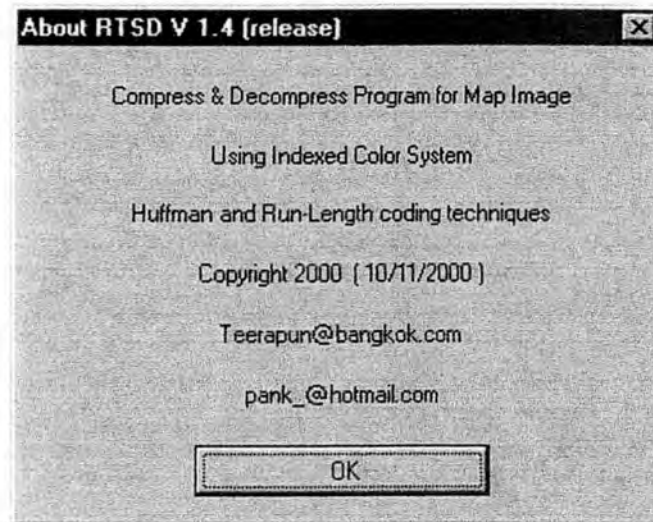 About RTSD V 1.4 (release)
Compress & Decompress Program for Map Image
Using Indexed Color System
Huffman and Run-Length coding techniques
Copyright 2000 ( 10/11/2000 )
Teerapun@bangkok.com
pank_@hotmail.com
OK